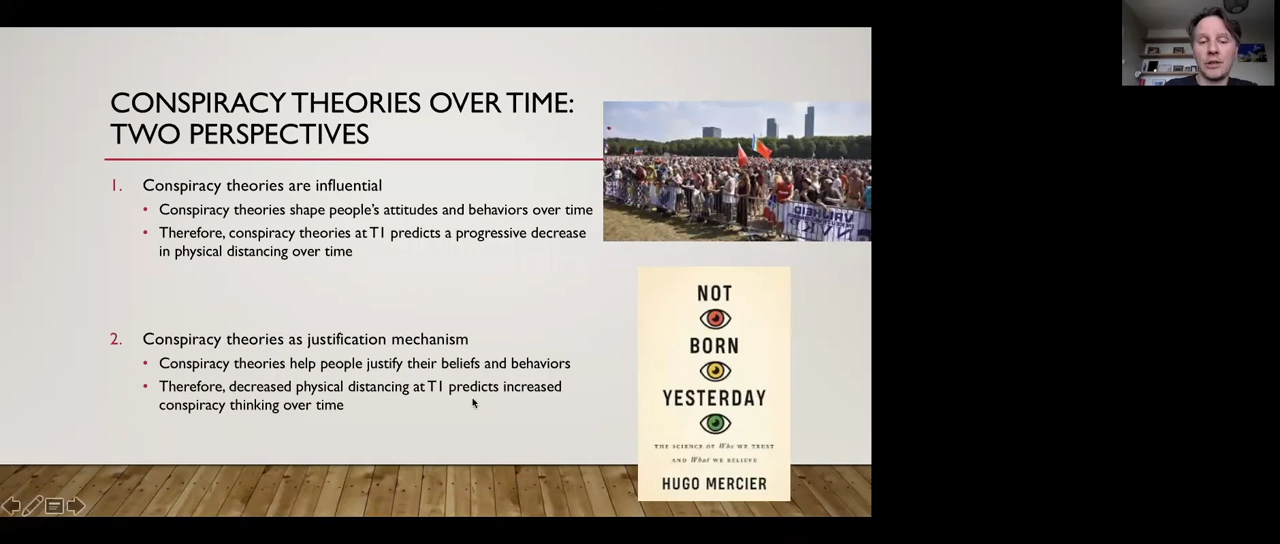 CONSPIRACY THEORIES OVER TIME:
TWO PERSPECTIVES
1. Conspiracy theories are influential
• Conspiracy theories shape people's attitudes and behaviors over time
• Therefore, conspiracy theories at T1 predicts a progressive decrease
in physical distancing over time
2. Conspiracy theories as justification mechanism
• Conspiracy theories help people justify their beliefs and behaviors
• Therefore, decreased physical distancing at T1 predicts increased
conspiracy thinking over time
VRIJHEID
NOT
BORN
YESTERDAY
THE SCIENCE OF Who WE TRUST
AND What WE BELIEVE
HUGO MERCIER